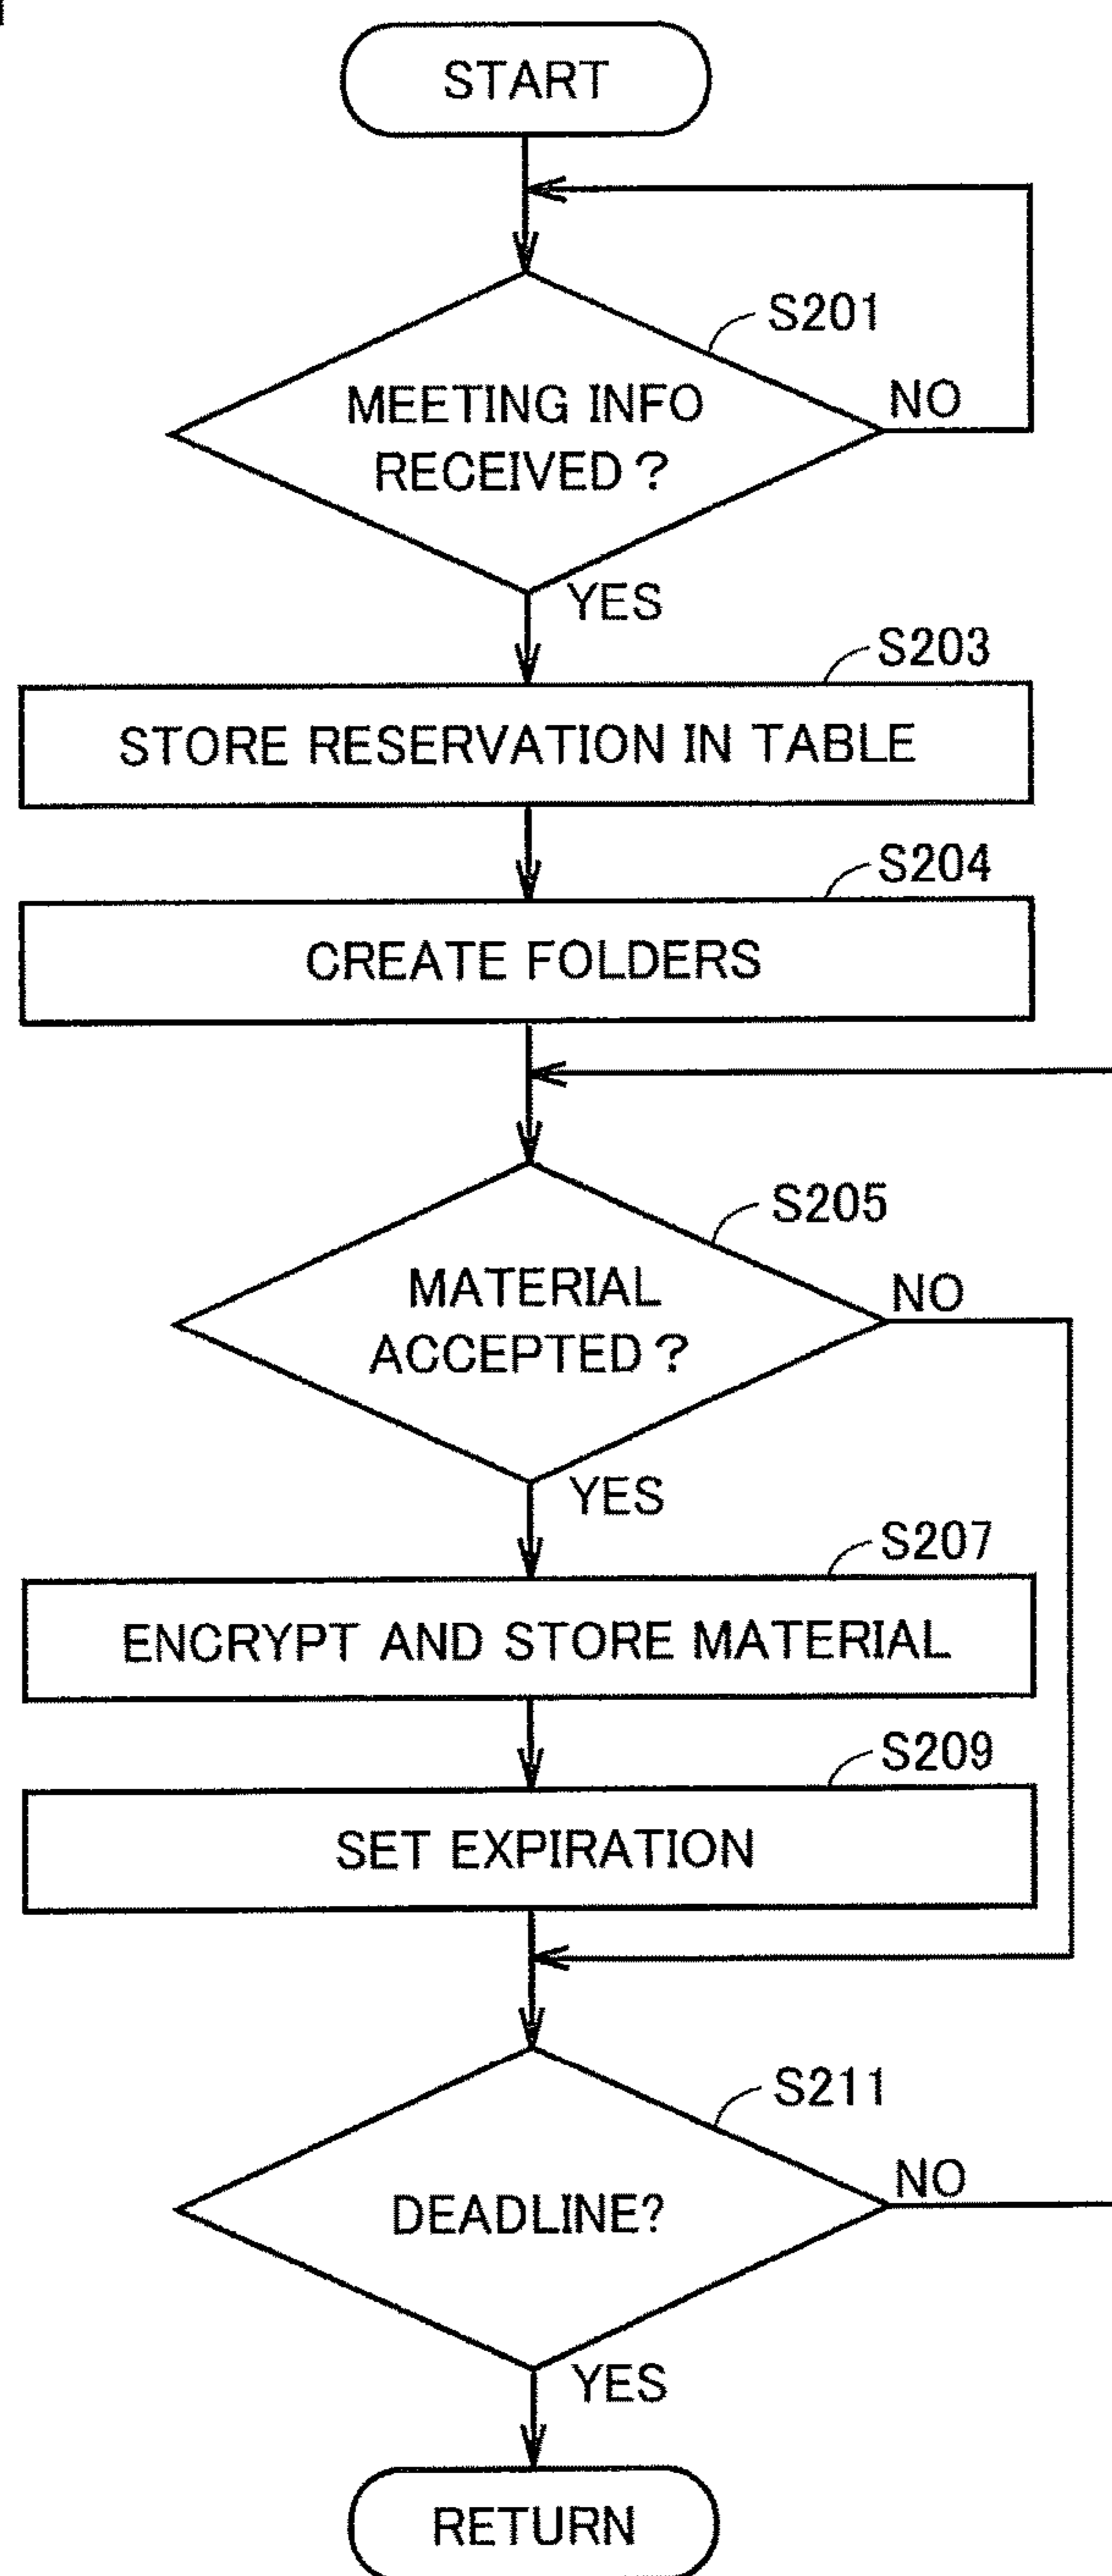 START
S201
MEETING INFO
RECEIVED?
NO
YES
S203
STORE RESERVATION IN TABLE
S204
CREATE FOLDERS
S205
MATERIAL
ACCEPTED?
NO
YES
S207
ENCRYPT AND STORE MATERIAL
S209
SET EXPIRATION
S211
DEADLINE?
NO
YES
RETURN